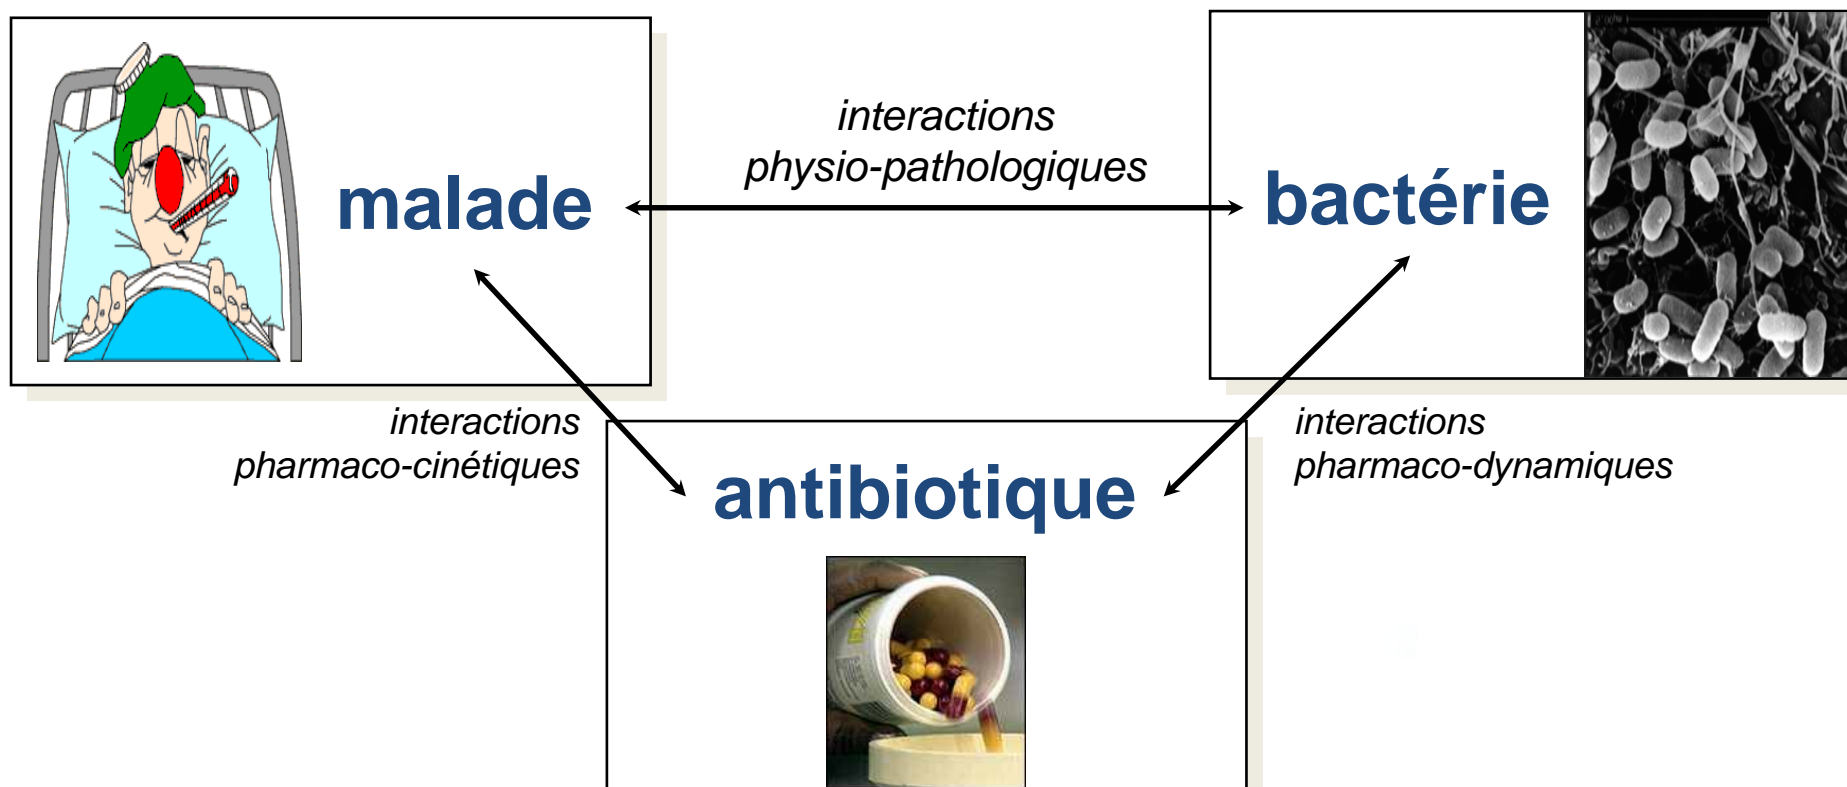 interactions
physio-pathologiques
malade
bactérie
interactions
pharmaco-cinétiques
interactions
pharmaco-dynamiques
antibiotique